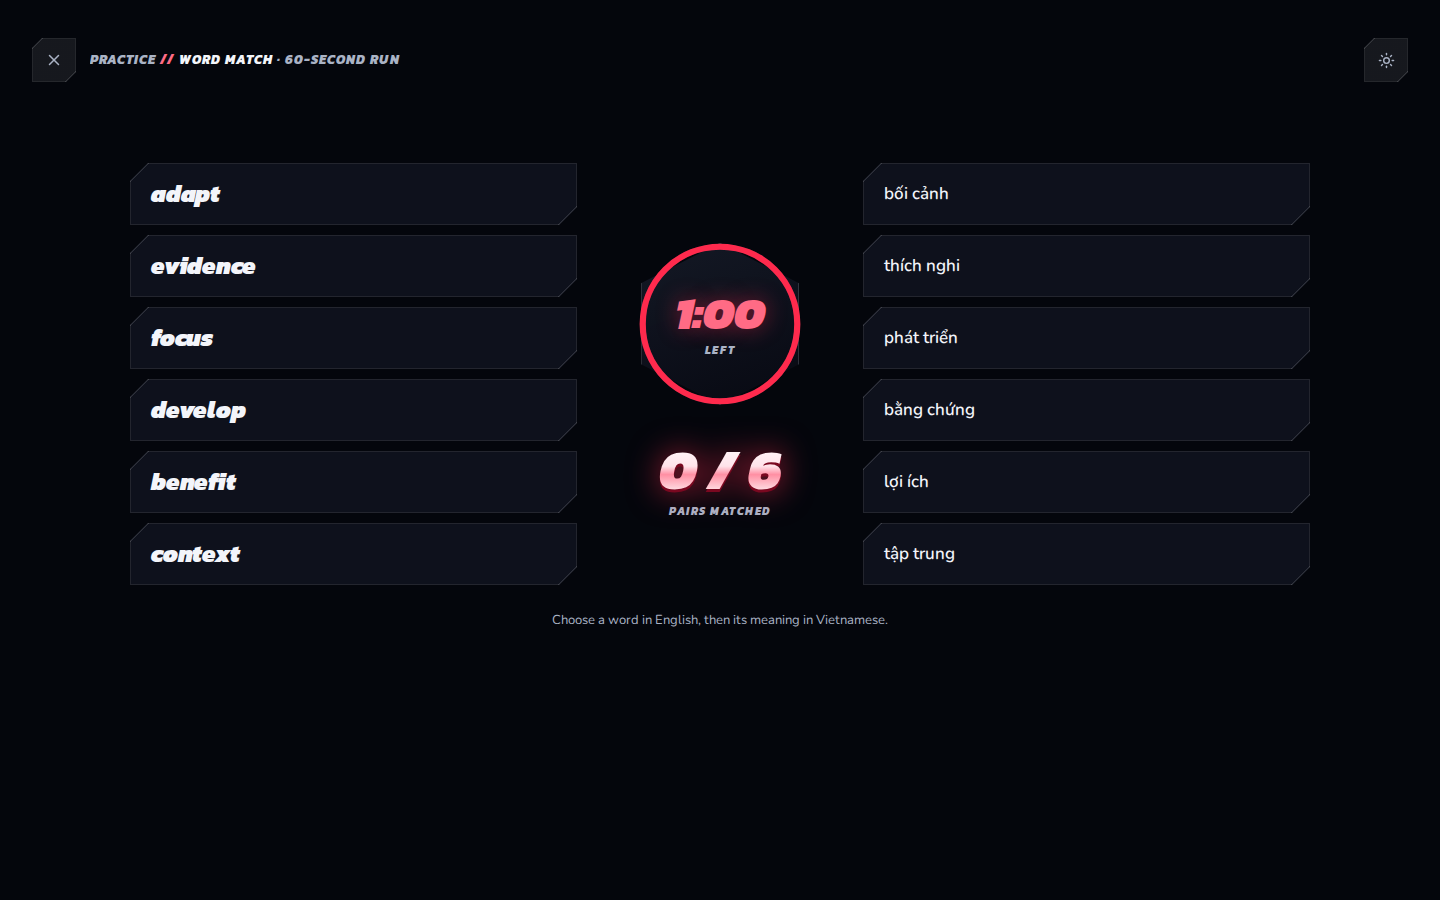 PRACTICE // WORD MATCH · 60-SECOND RUN
adapt
evidence
focus
develop
benefit
context
1:00
LEFT
0 / 6
PAIRS MATCHED
bối cảnh
thích nghi
phát triển
bằng chứng
lợi ích
tập trung
Choose a word in English, then its meaning in Vietnamese.